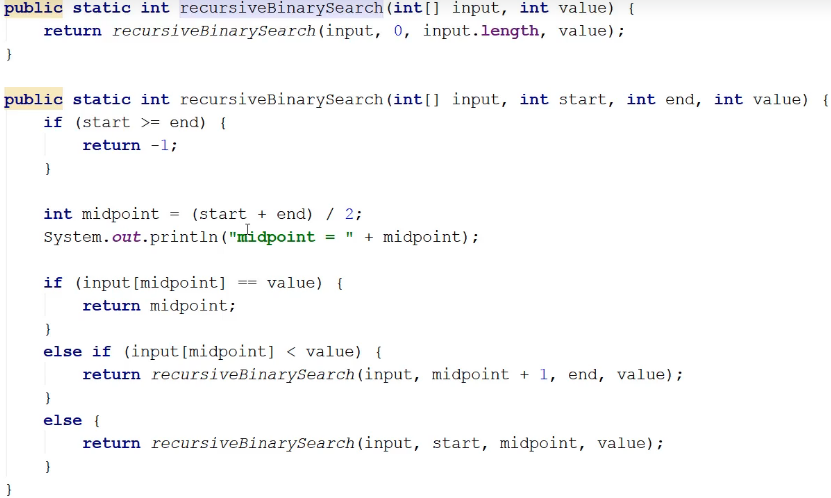 public static int recursiveBinarySearch(int[] input, int value) {
return recursiveBinarySearch(input, 0, input.length, value);
}
public static int recursiveBinarySearch(int[] input, int start, int end, int value) {
if (start >= end) {
return -1;
}
int midpoint = (start + end) / 2;
System.out.println("midpoint = " + midpoint);
if (input[midpoint] == value) {
return midpoint;
}
else if (input[midpoint] < value) {
return recursiveBinarySearch(input, midpoint + 1, end, value);
}
else {
return recursiveBinarySearch(input, start, midpoint, value);
}
}